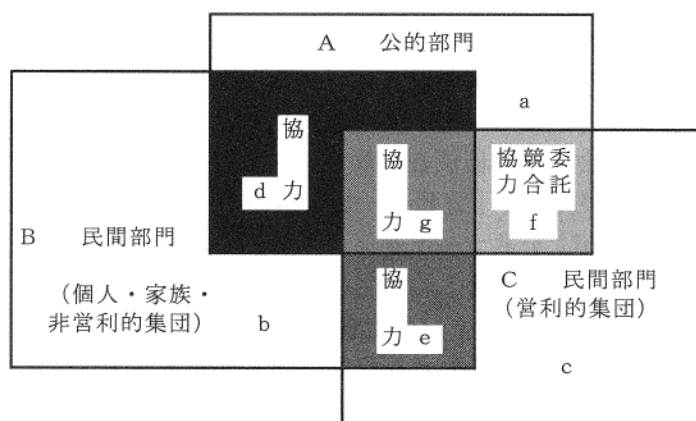 A 公的部門
a
協
力
d
協
力
g
協力
競合
委託
f
B 民間部門
(個人・家族・
非営利的集団)
b
協
力
e
C 民間部門
(営利的集団)
c